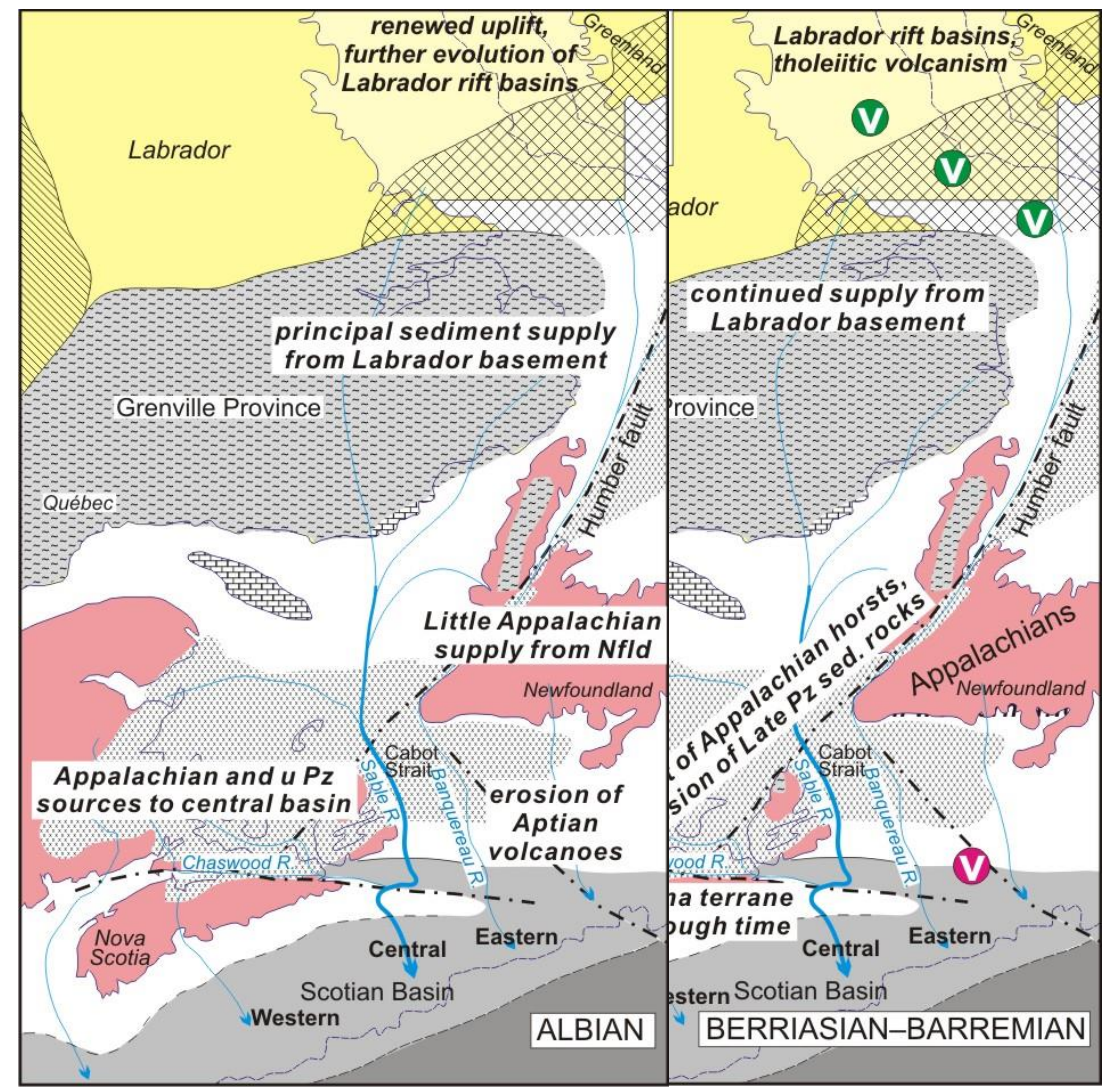 renewed uplift,
further evolution of
Labrador rift basins
Greenland
Labrador
principal sediment supply
from Labrador basement
Grenville Province
Humber fault
Québec
Little Appalachian
supply from Nfld
Newfoundland
Cabot
Strait
Sable R.
Banquereau R.
Appalachian and u Pz
sources to central basin
erosion of
Aptian
volcanoes
Chaswood R.
Nova
Scotia
Central
Eastern
Scotian Basin
Western
ALBIAN
Labrador rift basins,
tholeiitic volcanism
Greenland
V
V
V
ador
continued supply from
Labrador basement
Province
Humber fault
t of Appalachian horsts,
sion of Late Pz sed. rocks
Appalachians
Newfoundland
Cabot
Strait
Sable R.
Banquereau R.
V
wood R.
na terrane
ough time
Central
Eastern
estern
Scotian Basin
BERRIASIAN–BARREMIAN